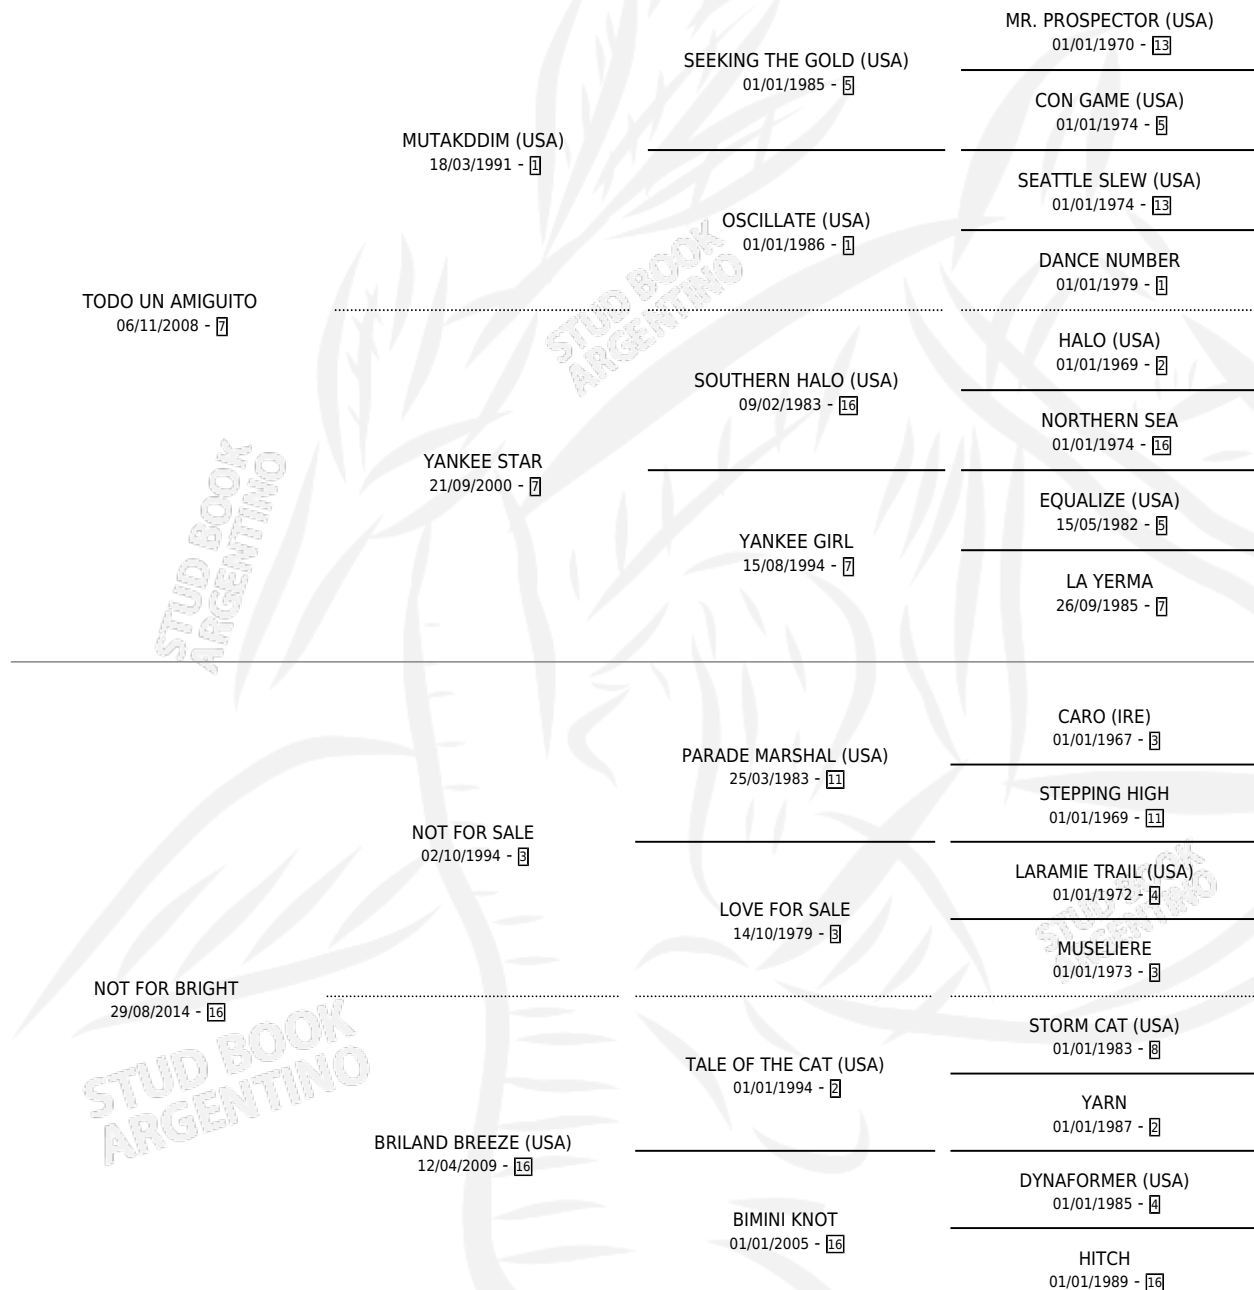 MR. PROSPECTOR (USA)
01/01/1970 - 13
SEEKING THE GOLD (USA)
01/01/1985 - 5
CON GAME (USA)
01/01/1974 - 5
MUTAKDDIM (USA)
18/03/1991 - 1
SEATTLE SLEW (USA)
01/01/1974 - 13
OSCILLATE (USA)
01/01/1986 - 1
DANCE NUMBER
01/01/1979 - 1
TODO UN AMIGUITO
06/11/2008 - 7
HALO (USA)
01/01/1969 - 2
SOUTHERN HALO (USA)
09/02/1983 - 16
NORTHERN SEA
01/01/1974 - 16
YANKEE STAR
21/09/2000 - 7
EQUALIZE (USA)
15/05/1982 - 5
YANKEE GIRL
15/08/1994 - 7
LA YERMA
26/09/1985 - 7
CARO (IRE)
01/01/1967 - 3
PARADE MARSHAL (USA)
25/03/1983 - 11
STEPPING HIGH
01/01/1969 - 11
NOT FOR SALE
02/10/1994 - 3
LARAMIE TRAIL (USA)
01/01/1972 - 4
LOVE FOR SALE
14/10/1979 - 3
MUSELIERE
01/01/1973 - 3
NOT FOR BRIGHT
29/08/2014 - 16
STORM CAT (USA)
01/01/1983 - 8
TALE OF THE CAT (USA)
01/01/1994 - 2
YARN
01/01/1987 - 2
BRILAND BREEZE (USA)
12/04/2009 - 16
DYNAFORMER (USA)
01/01/1985 - 4
BIMINI KNOT
01/01/2005 - 16
HITCH
01/01/1989 - 16
STUD BOOK
ARGENTINO
STUD BOOK
ARGENTINO
STUD BOOK
ARGENTINO
STUD BOOK
ARGENTINO